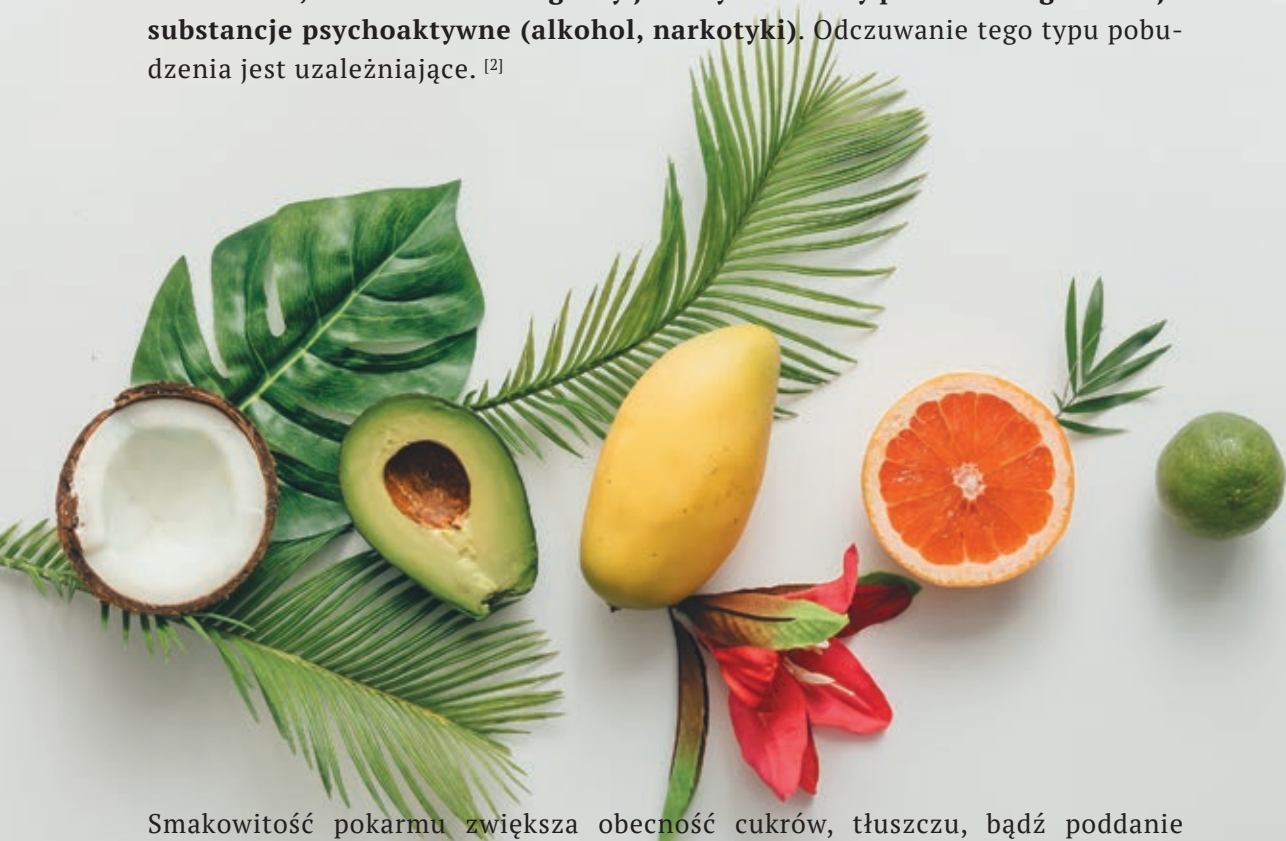 substancje psychoaktywne (alkohol, narkotyki). Odczuwanie tego typu pobu-
dzenia jest uzależniające. [2]
Smakowitość pokarmu zwiększa obecność cukrów, tłuszczu, bądź poddanie